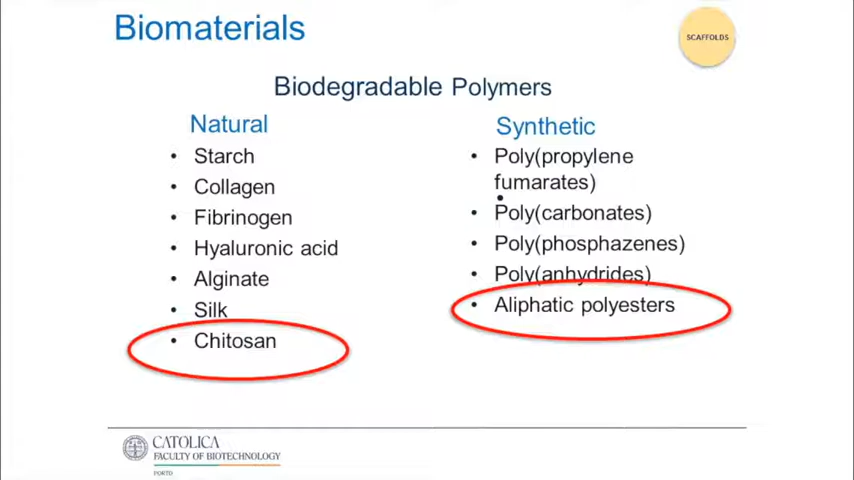 Biomaterials
SCAFFOLDS
Biodegradable Polymers
Natural
• Starch
• Collagen
• Fibrinogen
• Hyaluronic acid
• Alginate
• Silk
• Chitosan
Synthetic
• Poly(propylene
fumarates)
• Poly(carbonates)
• Poly(phosphazenes)
• Poly(anhydrides)
• Aliphatic polyesters
CATOLICA
FACULTY OF BIOTECHNOLOGY
PORTO